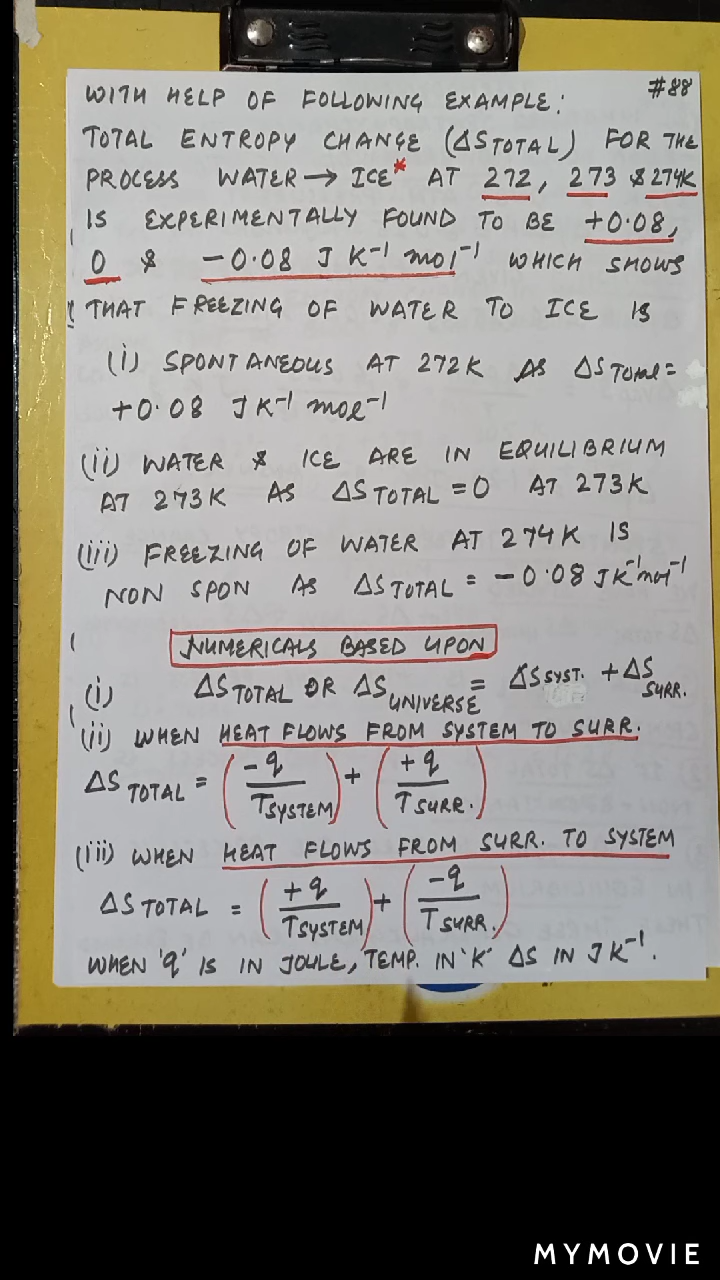 #88
WITH HELP OF FOLLOWING EXAMPLE:
TOTAL ENTROPY CHANGE (ΔS TOTAL) FOR THE
PROCESS WATER → ICE* AT 272, 273 & 274K
IS EXPERIMENTALLY FOUND TO BE +0.08,
0 & -0.08 J K⁻¹ mol⁻¹ WHICH SHOWS
THAT FREEZING OF WATER TO ICE IS
(i) SPONTANEOUS AT 272K AS ΔS Total =
+0.08 JK⁻¹ mol⁻¹
(ii) WATER & ICE ARE IN EQUILIBRIUM
AT 273K AS ΔS TOTAL = 0 AT 273K
(iii) FREEZING OF WATER AT 274K IS
NON SPON AS ΔS TOTAL = -0.08 JK⁻¹mol⁻¹
NUMERICALS BASED UPON
(i) ΔS TOTAL OR ΔS UNIVERSE = ΔS SYST. + ΔS SURR.
(ii) WHEN HEAT FLOWS FROM SYSTEM TO SURR.
ΔS TOTAL = (-q / T SYSTEM) + (+q / T SURR.)
(iii) WHEN HEAT FLOWS FROM SURR. TO SYSTEM
ΔS TOTAL = (+q / T SYSTEM) + (-q / T SURR.)
WHEN 'q' IS IN JOULE, TEMP. IN 'K' ΔS IN JK⁻¹.
MYMOVIE